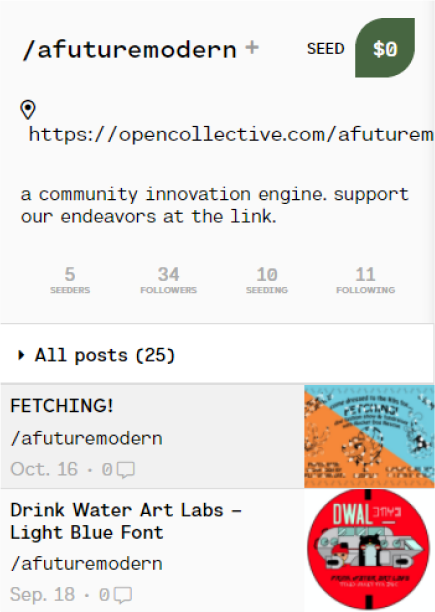 /afuturemodern +
SEED
$0
https://opencollective.com/afuturem
a community innovation engine. support
our endeavors at the link.
5
SEEDERS
34
FOLLOWERS
10
SEEDING
11
FOLLOWING
All posts (25)
FETCHING!
/afuturemodern
Oct. 16 · 0
Drink Water Art Labs –
Light Blue Font
/afuturemodern
Sep. 18 · 0
DWAL